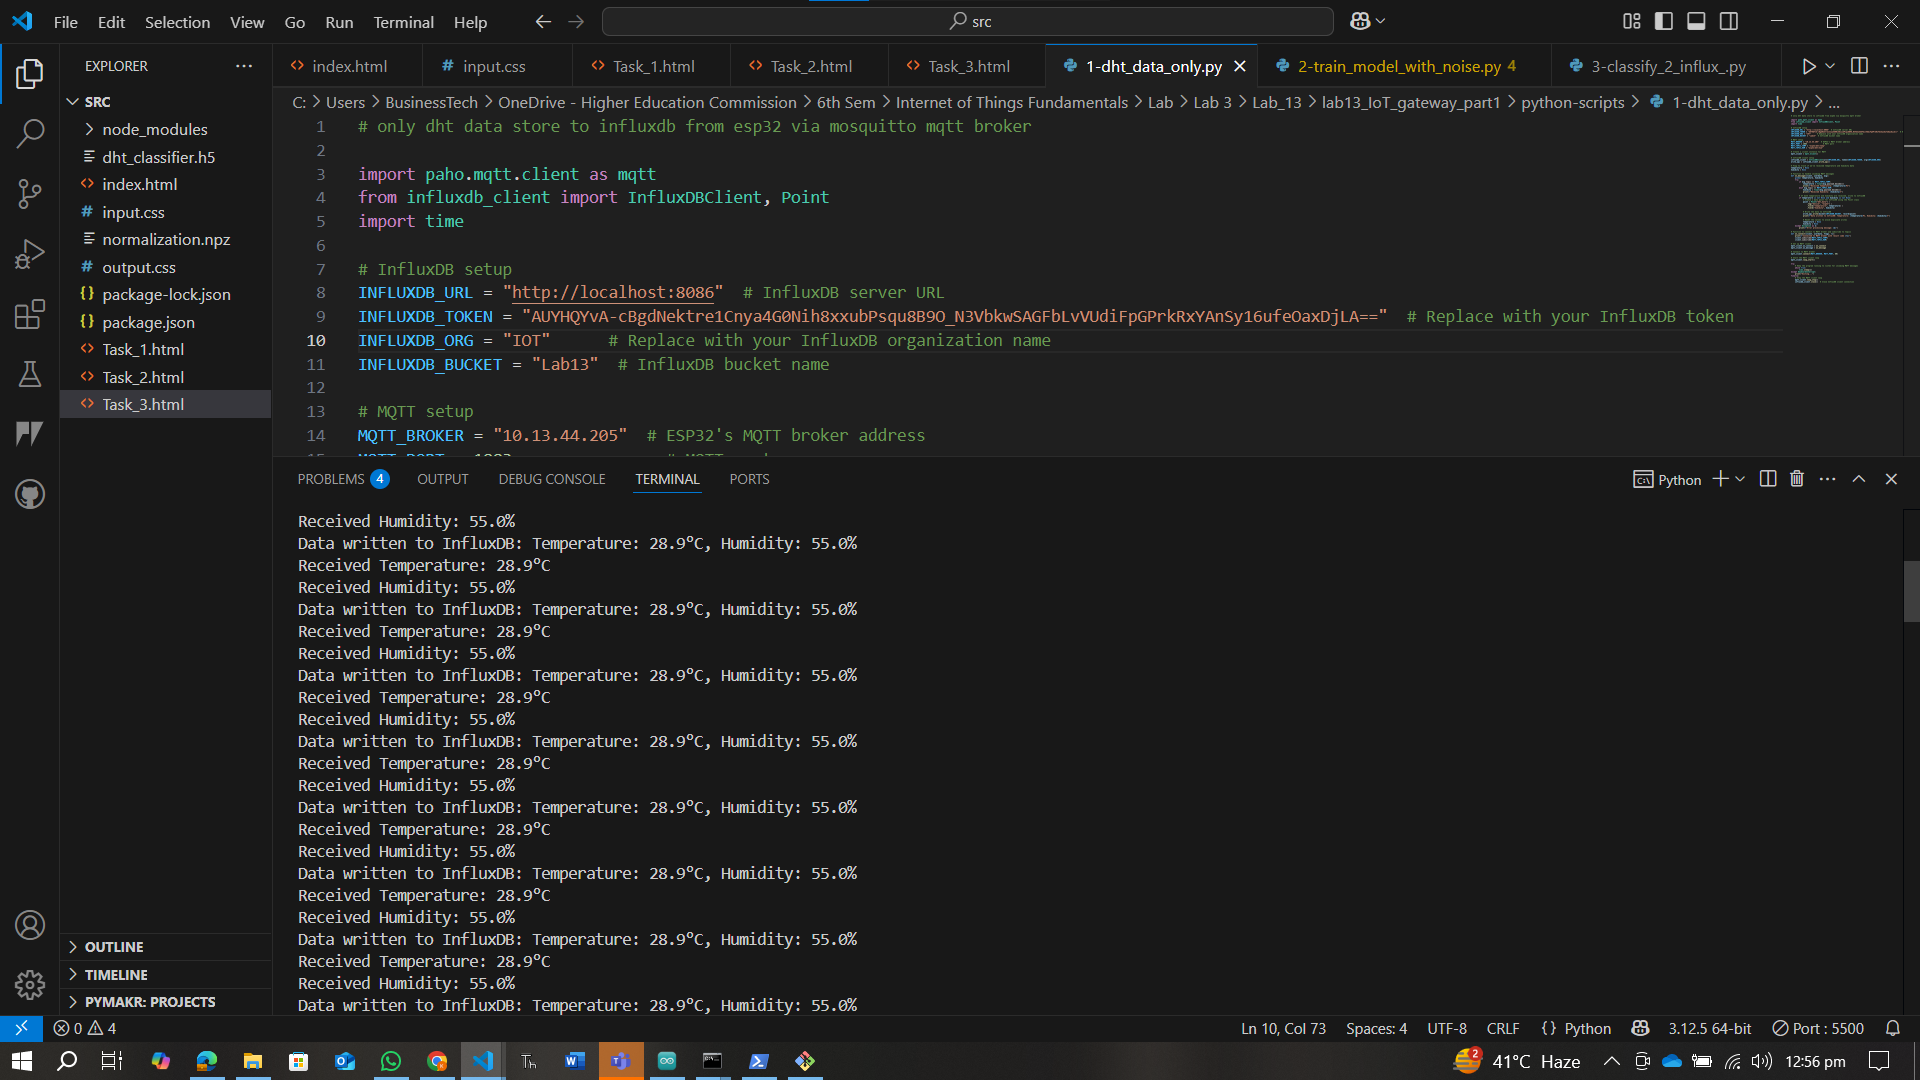 File Edit Selection View Go Run Terminal Help
src
EXPLORER
index.html
input.css
Task_1.html
Task_2.html
Task_3.html
1-dht_data_only.py
2-train_model_with_noise.py 4
3-classify_2_influx_.py
C: > Users > BusinessTech > OneDrive - Higher Education Commission > 6th Sem > Internet of Things Fundamentals > Lab > Lab 3 > Lab_13 > lab13_IoT_gateway_part1 > python-scripts > 1-dht_data_only.py > ...
SRC
node_modules
dht_classifier.h5
index.html
input.css
normalization.npz
output.css
package-lock.json
package.json
Task_1.html
Task_2.html
Task_3.html
OUTLINE
TIMELINE
PYMAKR: PROJECTS
1 # only dht data store to influxdb from esp32 via mosquitto mqtt broker
2
3 import paho.mqtt.client as mqtt
4 from influxdb_client import InfluxDBClient, Point
5 import time
6
7 # InfluxDB setup
8 INFLUXDB_URL = "http://localhost:8086" # InfluxDB server URL
9 INFLUXDB_TOKEN = "AUYHQYvA-cBgdNektre1Cnya4G0Nih8xxubPsqu8B9O_N3VbkwSAGFbLvVUdiFpGPrkRxYAnSy16ufeOaxDjLA==" # Replace with your InfluxDB token
10 INFLUXDB_ORG = "IOT" # Replace with your InfluxDB organization name
11 INFLUXDB_BUCKET = "Lab13" # InfluxDB bucket name
12
13 # MQTT setup
14 MQTT_BROKER = "10.13.44.205" # ESP32's MQTT broker address
PROBLEMS 4 OUTPUT DEBUG CONSOLE TERMINAL PORTS
Python
Received Humidity: 55.0%
Data written to InfluxDB: Temperature: 28.9°C, Humidity: 55.0%
Received Temperature: 28.9°C
Received Humidity: 55.0%
Data written to InfluxDB: Temperature: 28.9°C, Humidity: 55.0%
Received Temperature: 28.9°C
Received Humidity: 55.0%
Data written to InfluxDB: Temperature: 28.9°C, Humidity: 55.0%
Received Temperature: 28.9°C
Received Humidity: 55.0%
Data written to InfluxDB: Temperature: 28.9°C, Humidity: 55.0%
Received Temperature: 28.9°C
Received Humidity: 55.0%
Data written to InfluxDB: Temperature: 28.9°C, Humidity: 55.0%
Received Temperature: 28.9°C
Received Humidity: 55.0%
Data written to InfluxDB: Temperature: 28.9°C, Humidity: 55.0%
Received Temperature: 28.9°C
Received Humidity: 55.0%
Data written to InfluxDB: Temperature: 28.9°C, Humidity: 55.0%
Received Temperature: 28.9°C
Received Humidity: 55.0%
Data written to InfluxDB: Temperature: 28.9°C, Humidity: 55.0%
0 4
Ln 10, Col 73 Spaces: 4 UTF-8 CRLF {} Python 3.12.5 64-bit Port : 5500
2 41°C Haze 12:56 pm